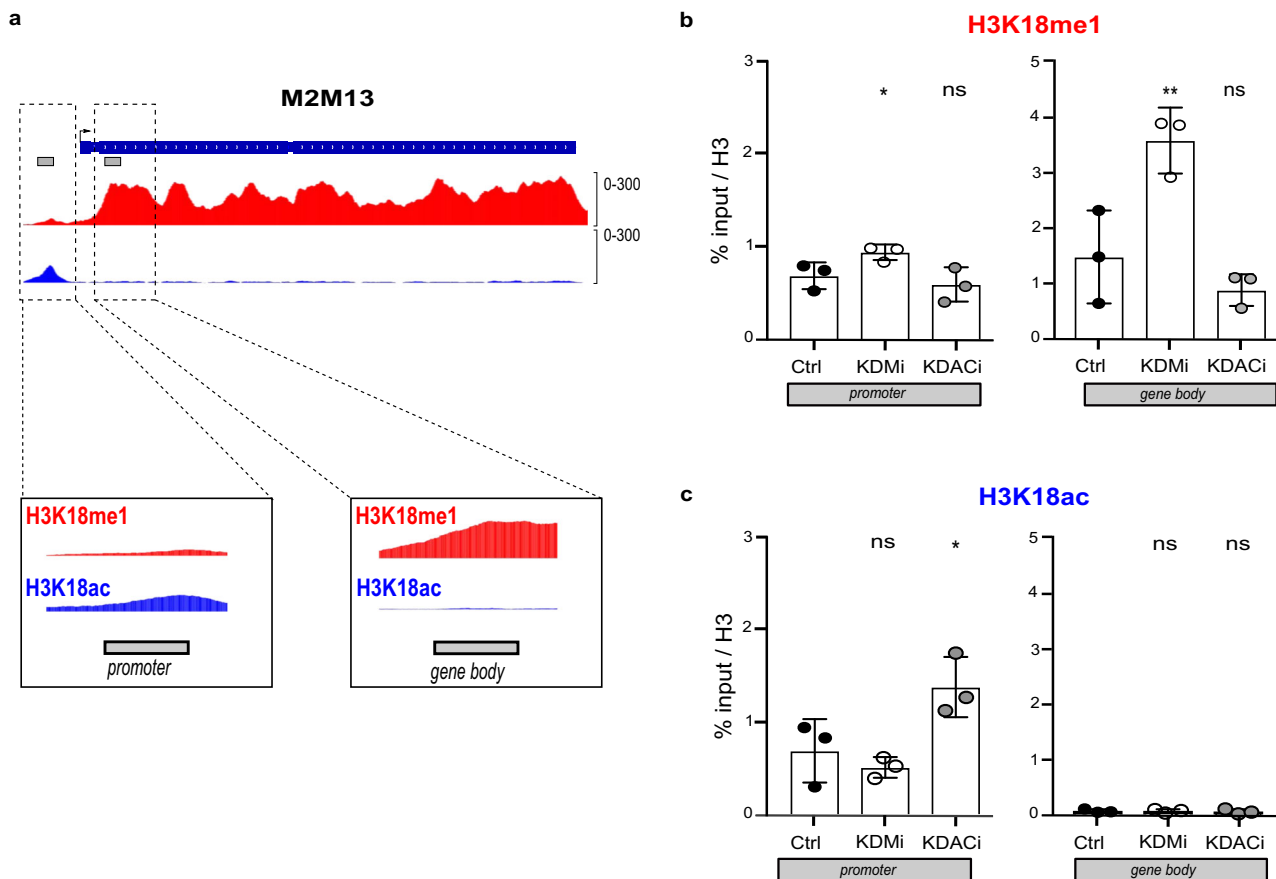 a
M2M13
0-300
0-300
H3K18me1
H3K18ac
promoter
H3K18me1
H3K18ac
gene body
b
H3K18me1
% input / H3
3
2
1
0
* ns
Ctrl KDMi KDACi
promoter
5
4
3
2
1
0
** ns
Ctrl KDMi KDACi
gene body
c
H3K18ac
% input / H3
3
2
1
0
ns *
Ctrl KDMi KDACi
promoter
5
4
3
2
1
0
ns ns
Ctrl KDMi KDACi
gene body